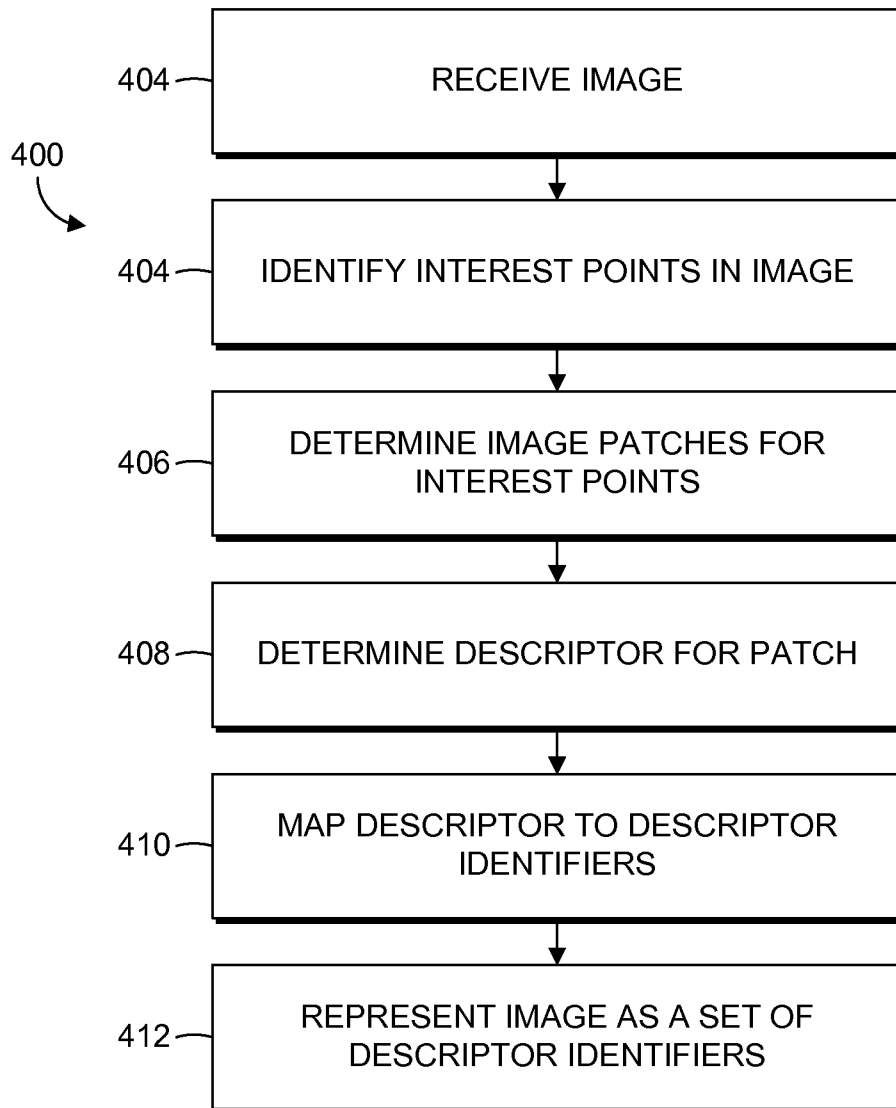 404
RECEIVE IMAGE
400
404
IDENTIFY INTEREST POINTS IN IMAGE
406
DETERMINE IMAGE PATCHES FOR
INTEREST POINTS
408
DETERMINE DESCRIPTOR FOR PATCH
410
MAP DESCRIPTOR TO DESCRIPTOR
IDENTIFIERS
412
REPRESENT IMAGE AS A SET OF
DESCRIPTOR IDENTIFIERS